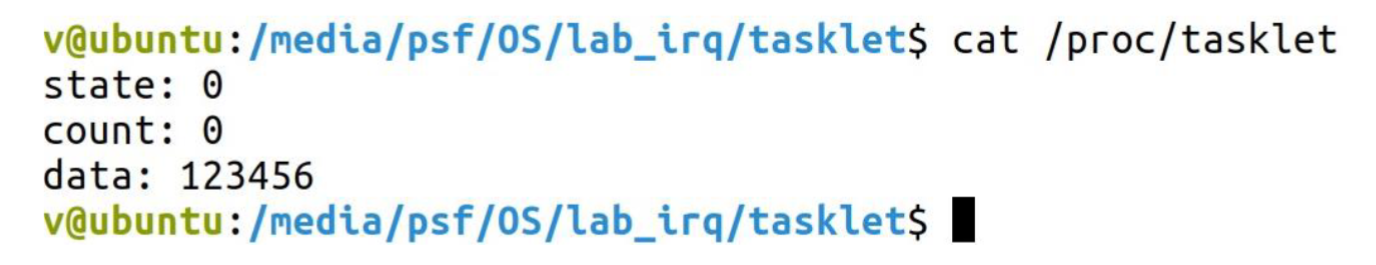 v@ubuntu:/media/psf/OS/lab_irq/tasklet$ cat /proc/tasklet
state: 0
count: 0
data: 123456
v@ubuntu:/media/psf/OS/lab_irq/tasklet$